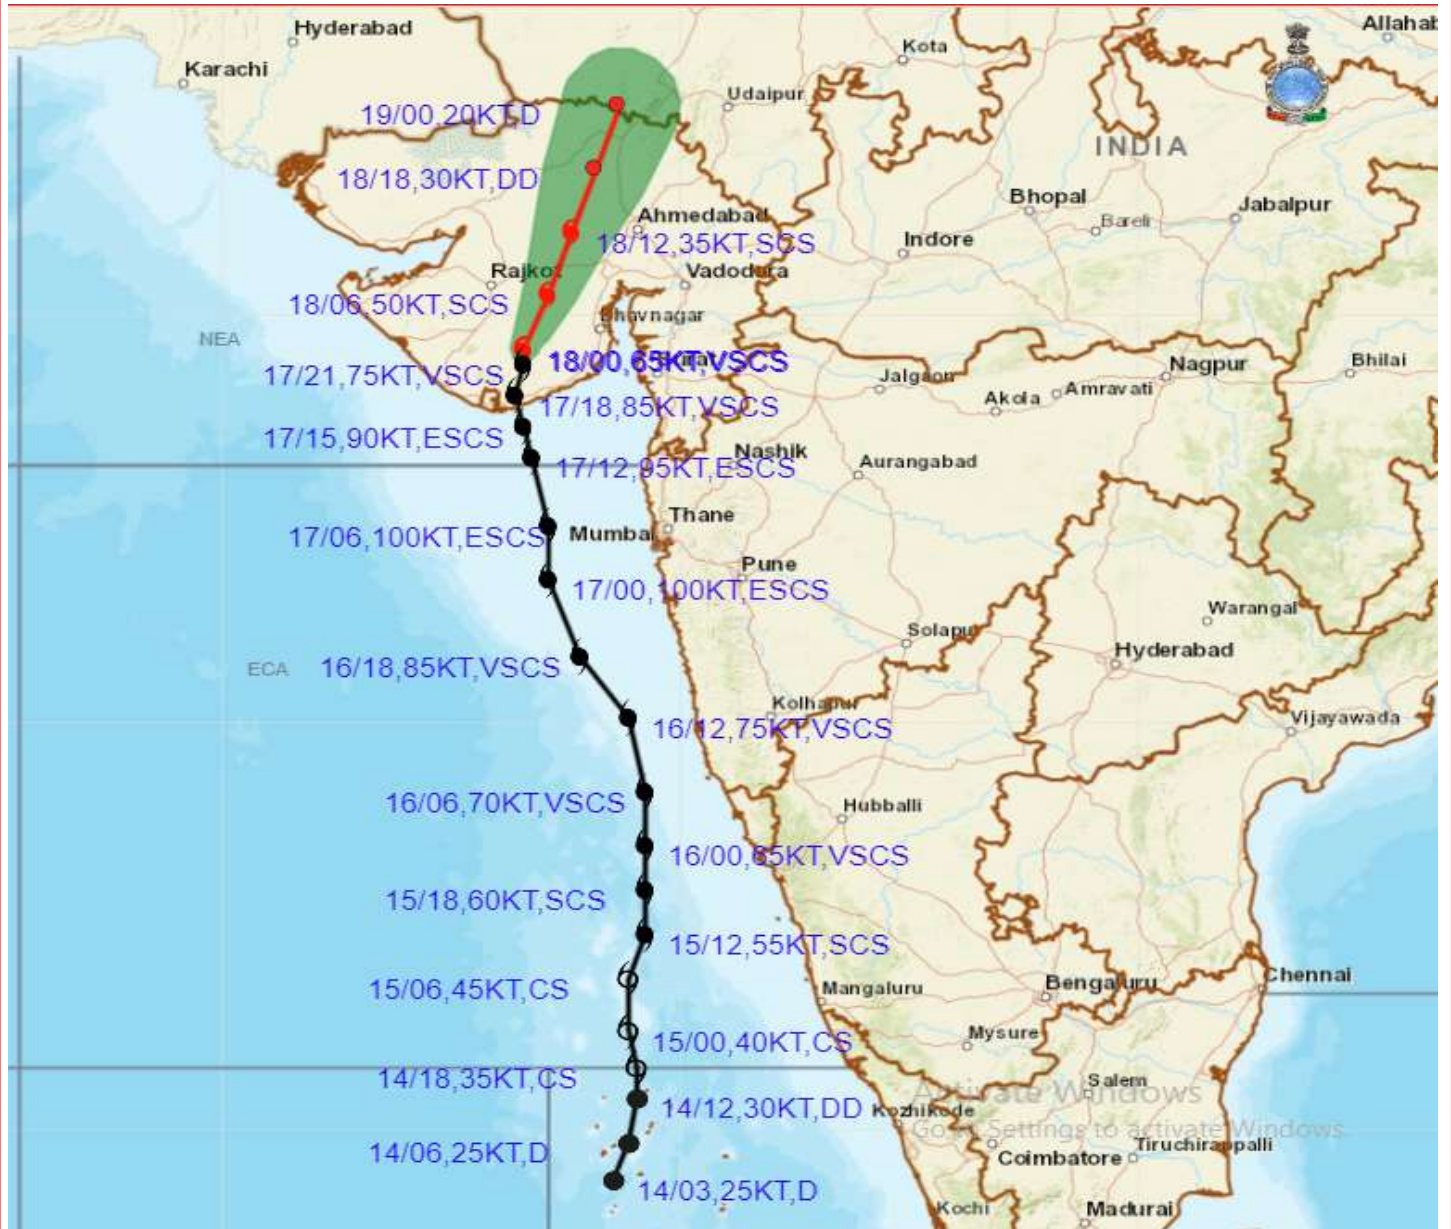 Hyderabad
Allahab
Kota
Karachi
Udaipur
19/00,20KT,D
INDIA
18/18,30KT,DD
Bhopal
Jabalpur
Ahmedabad
Bareli
18/12,35KT,SCS
Indore
Rajkot
Vadodara
18/06,50KT,SCS
Bhavnagar
NEA
18/00,65KT,VSCS
Nagpur
Bhilai
17/21,75KT,VSCS
Jalgaon
Amravati
Akola
17/18,85KT,VSCS
17/15,90KT,ESCS
Nashik
17/12,95KT,ESCS
Aurangabad
Thane
17/06,100KT,ESCS
Mumbai
Pune
17/00,100KT,ESCS
Warangal
Solapur
Hyderabad
16/18,85KT,VSCS
ECA
Kolhapur
Vijayawada
16/12,75KT,VSCS
16/06,70KT,VSCS
Hubballi
16/00,65KT,VSCS
15/18,60KT,SCS
15/12,55KT,SCS
Chennai
15/06,45KT,CS
Mangaluru
Bengaluru
Mysure
15/00,40KT,CS
14/18,35KT,CS
Salem
Activate Windows
14/12,30KT,DD
Kozhikode
Go to Settings to activate Windows.
14/06,25KT,D
Coimbatore
Tiruchirappalli
14/03,25KT,D
Kochi
Madurai